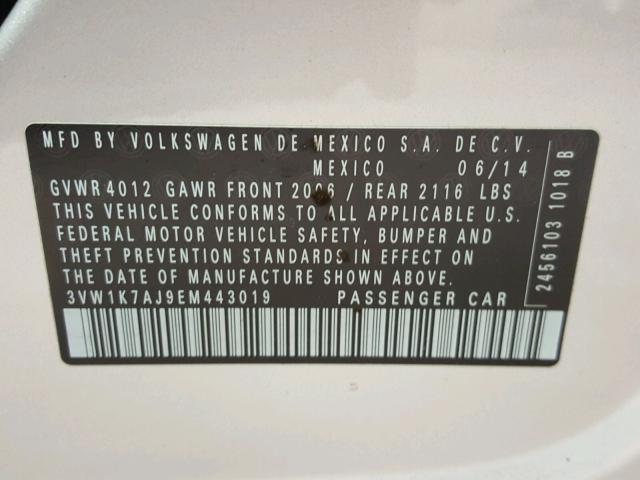 MFD BY VOLKSWAGEN DE MEXICO S.A. DE C.V.
MEXICO 06/14
GVWR 4012 GAWR FRONT 2006 / REAR 2116 LBS
THIS VEHICLE CONFORMS TO ALL APPLICABLE U.S.
FEDERAL MOTOR VEHICLE SAFETY, BUMPER AND
THEFT PREVENTION STANDARDS IN EFFECT ON
THE DATE OF MANUFACTURE SHOWN ABOVE.
3VW1K7AJ9EM443019 PASSENGER CAR
2456103 1018 B